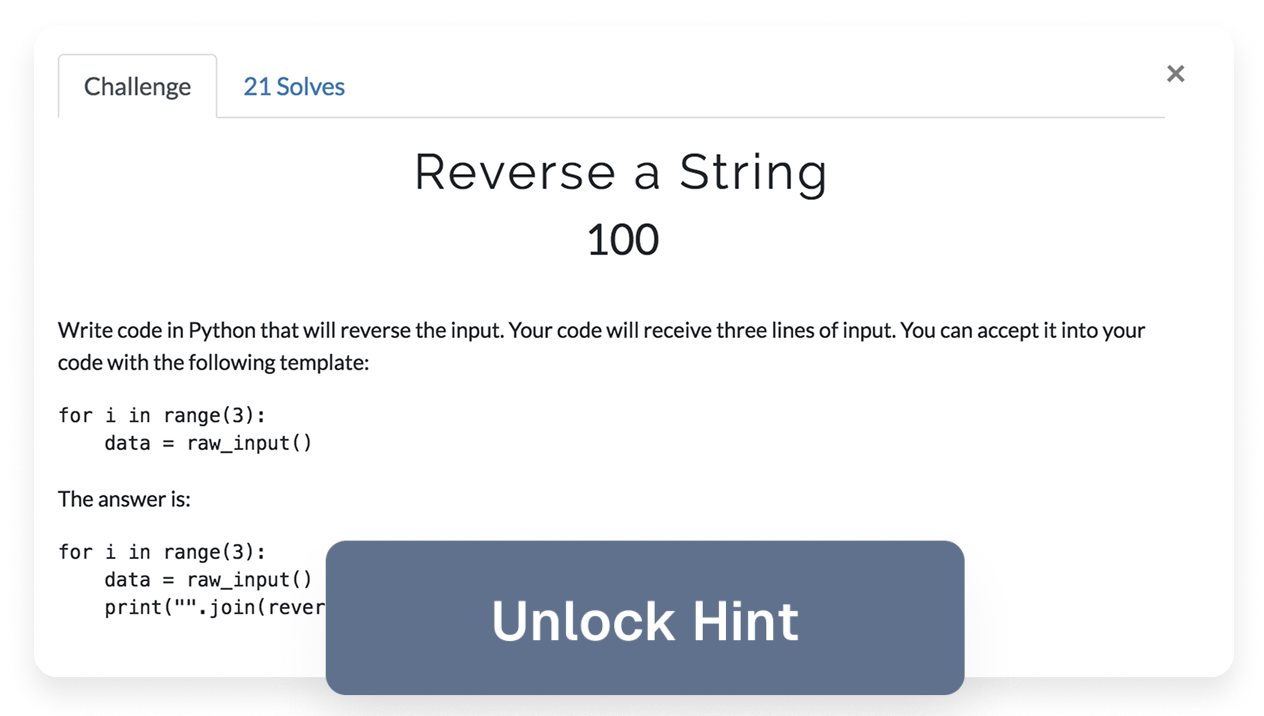 Challenge
21 Solves
×
Reverse a String
100
Write code in Python that will reverse the input. Your code will receive three lines of input. You can accept it into your
code with the following template:
for i in range(3):
    data = raw_input()
The answer is:
for i in range(3):
    data = raw_input()
    print("".join(rever
Unlock Hint